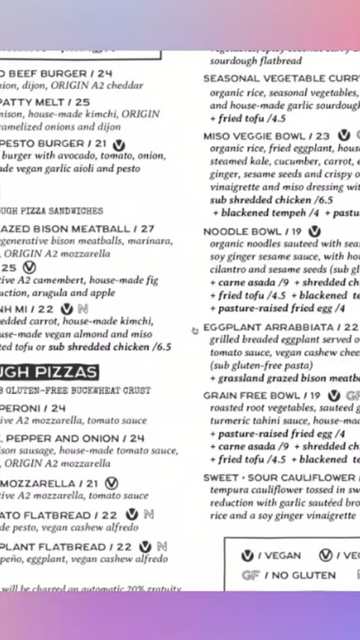 D BEEF BURGER / 24
nion, dijon, ORIGIN A2 cheddar
PATTY MELT / 25
nison, house-made kimchi, ORIGIN
ramelized onions and dijon
PESTO BURGER / 21 V
burger with avocado, tomato, onion,
ade vegan garlic aioli and pesto
UGH PIZZA SANDWICHES
AZED BISON MEATBALL / 27
generative bison meatballs, marinara,
, ORIGIN A2 mozzarella
25 V
tive A2 camembert, house-made fig
uction, arugula and apple
NH MI / 22 V N
edded carrot, house-made kimchi,
use-made vegan almond and miso
ted tofu or sub shredded chicken /6.5
UGH PIZZAS
B GLUTEN-FREE BUCKWHEAT CRUST
PERONI / 24
tive A2 mozzarella, tomato sauce
, PEPPER AND ONION / 24
ison sausage, house-made tomato sauce,
, ORIGIN A2 mozzarella
MOZZARELLA / 21 V
tive A2 mozzarella, tomato sauce
ATO FLATBREAD / 22 V N
de pesto, vegan cashew alfredo
PLANT FLATBREAD / 22 V N
peño, eggplant, vegan cashew alfredo
will be charged an automatic 20% gratuity
sourdough flatbread
SEASONAL VEGETABLE CURRY
organic rice, seasonal vegetables,
and house-made garlic sourdoug
+ fried tofu /4.5
MISO VEGGIE BOWL / 23 V
organic rice, fried eggplant, house
steamed kale, cucumber, carrot, e
ginger, sesame seeds and crispy o
vinaigrette and miso dressing wit
sub shredded chicken /6.5
+ blackened tempeh /4 + pastu
NOODLE BOWL / 19 V
organic noodles sauteed with seas
soy ginger sesame sauce, with hou
cilantro and sesame seeds (sub gl
+ carne asada /9 + shredded ch
+ fried tofu /4.5 + blackened te
+ pasture-raised fried egg /4
EGGPLANT ARRABBIATA / 22
grilled breaded eggplant served o
tomato sauce, vegan cashew chee
(sub gluten-free pasta)
+ grassland grazed bison meatb
GRAIN FREE BOWL / 19 V GF
roasted root vegetables, sauteed g
turmeric tahini sauce, house-mad
+ pasture-raised fried egg /4
+ carne asada /9 + shredded ch
+ fried tofu /4.5 + blackened te
SWEET + SOUR CAULIFLOWER /
tempura cauliflower tossed in sw
reduction with garlic sautéed bro
rice and a soy ginger vinaigrette
V / VEGAN V / VEG
GF / NO GLUTEN